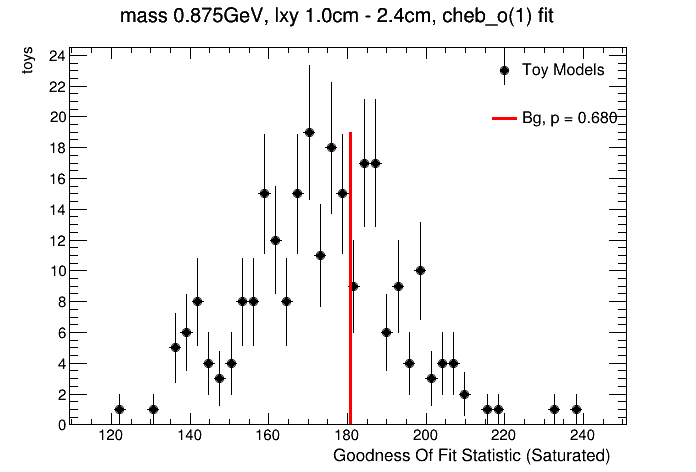 mass 0.875GeV, lxy 1.0cm - 2.4cm, cheb_o(1) fit
toys
24
22
20
18
16
14
12
10
8
6
4
2
0
Toy Models
Bg, p = 0.680
120 140 160 180 200 220 240
Goodness Of Fit Statistic (Saturated)